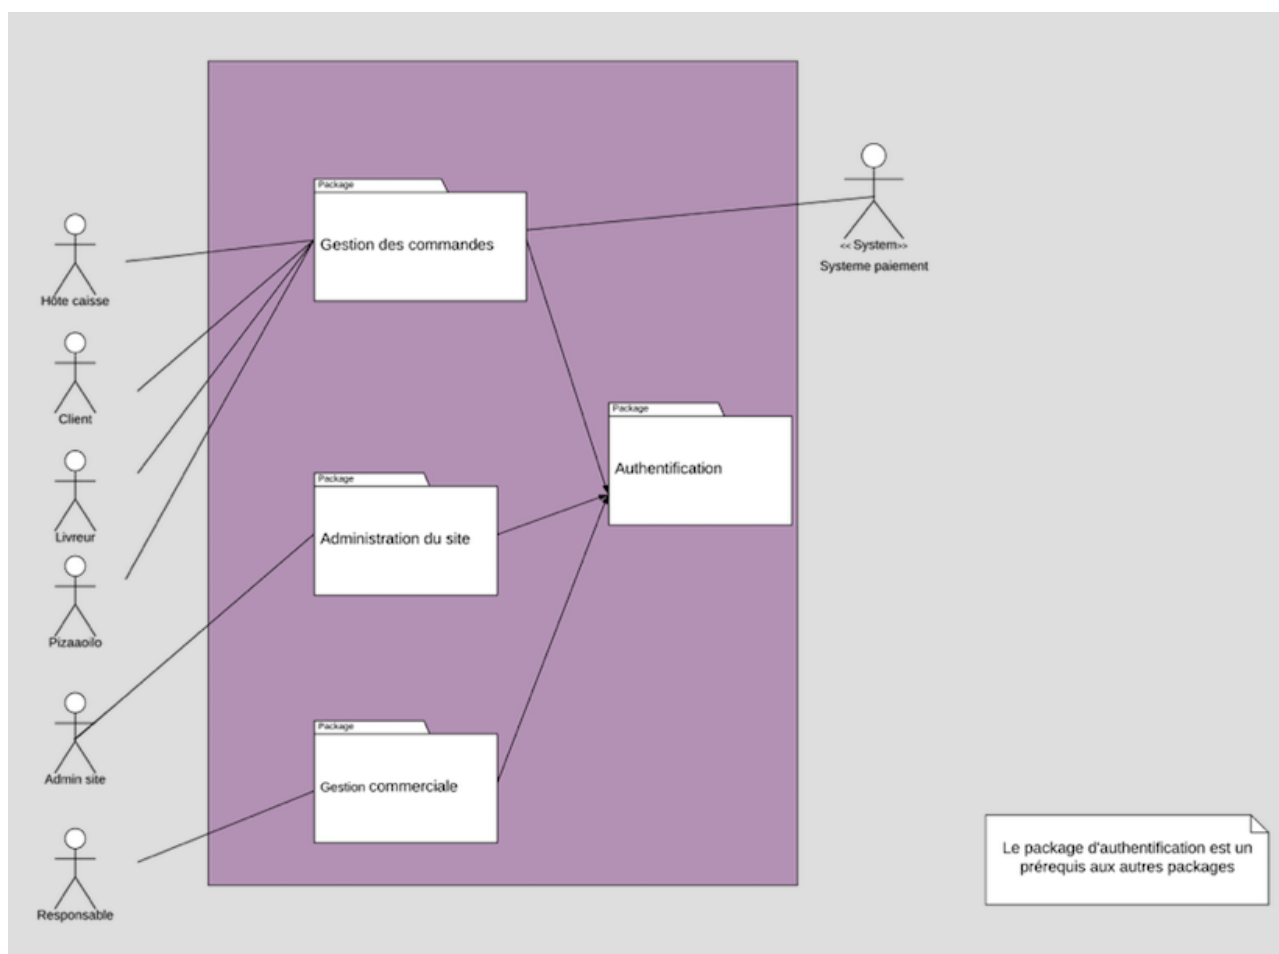 Package
Gestion des commandes
<< System>>
Systeme paiement
Hôte caisse
Client
Package
Authentification
Livreur
Package
Administration du site
Pizaaoilo
Admin site
Package
Gestion commerciale
Responsable
Le package d'authentification est un
prérequis aux autres packages